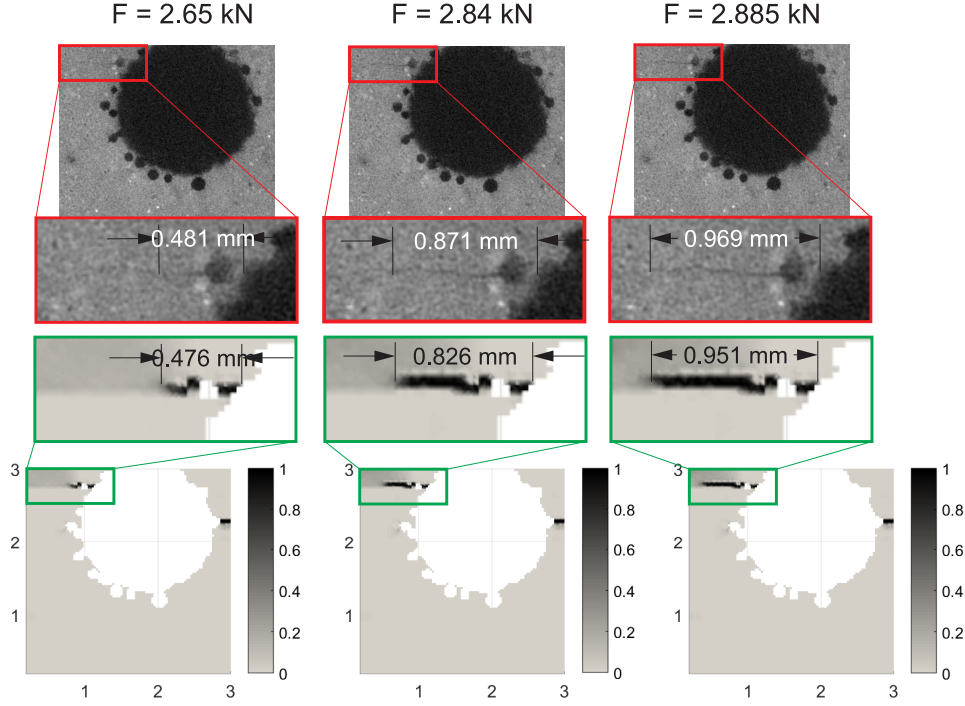 F = 2.65 kN F = 2.84 kN F = 2.885 kN
0.481 mm 0.871 mm 0.969 mm
0.476 mm 0.826 mm 0.951 mm
3 1 3 1 3 1
0.8 0.8 0.8
2 0.6 2 0.6 2 0.6
0.4 0.4 0.4
1 0.2 1 0.2 1 0.2
0 0 0
1 2 3 1 2 3 1 2 3